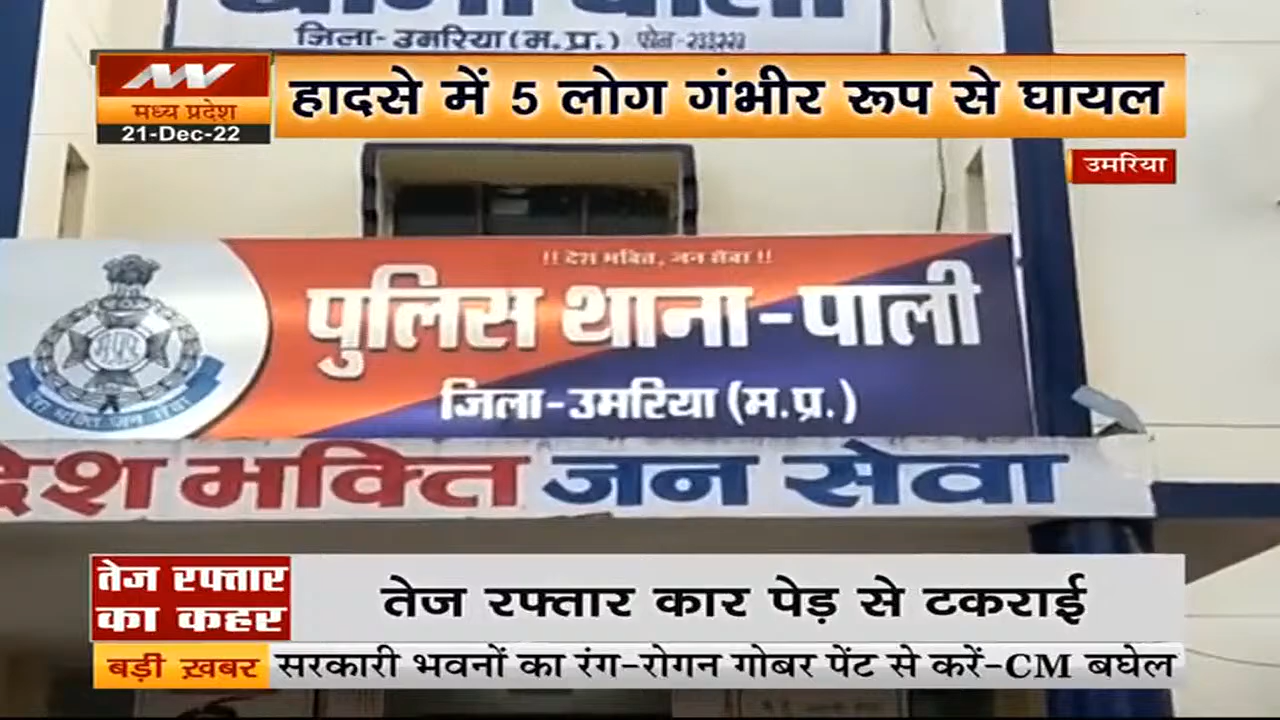 जिला- उमरिया (म.प्र.) फोन-२३६२२३
हादसे में 5 लोग गंभीर रूप से घायल
मध्य प्रदेश
21-Dec-22
उमरिया
!! देश भक्ति, जन सेवा !!
पुलिस थाना-पाली
जिला-उमरिया (म.प्र.)
देश भक्ति जन सेवा
तेज रफ्तार
का कहर
तेज रफ्तार कार पेड़ से टकराई
बड़ी ख़बर
सरकारी भवनों का रंग-रोगन गोबर पेंट से करें-CM बघेल